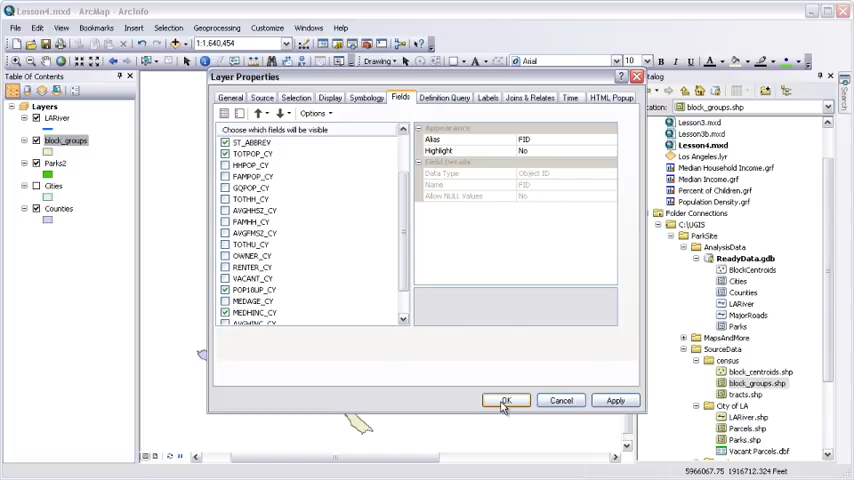 Lesson4.mxd - ArcMap - ArcInfo
File Edit View Bookmarks Insert Selection Geoprocessing Customize Windows Help
1:1,640,454
Drawing Arial 10 B I U A
Table Of Contents
Layers
LARiver
block_groups
Parks2
Cities
Counties
Layer Properties
General Source Selection Display Symbology Fields Definition Query Labels Joins & Relates Time HTML Popup
Options
Choose which fields will be visible
ST_ABBREV
TOTPOP_CY
HHPOP_CY
FAMPOP_CY
GQPOP_CY
TOTHH_CY
AVGHHSZ_CY
FAMHH_CY
AVGFMSZ_CY
TOTHU_CY
OWNER_CY
RENTER_CY
VACANT_CY
POP18UP_CY
MEDAGE_CY
MEDHINC_CY
AVGHINC_CY
Appearance
Alias FID
Highlight No
Field Details
Data Type Object ID
Name FID
Allow NULL Values No
OK Cancel Apply
Catalog
Location: block_groups.shp
Lesson3.mxd
Lesson3b.mxd
Lesson4.mxd
Los Angeles.lyr
Median Household Income.grf
Median Income.grf
Percent of Children.grf
Population Density.grf
Folder Connections
C:\UGIS
ParkSite
AnalysisData
ReadyData.gdb
BlockCentroids
Cities
Counties
LARiver
MajorRoads
Parks
MapsAndMore
SourceData
census
block_centroids.shp
block_groups.shp
tracts.shp
City of LA
LARiver.shp
Parcels.shp
Parks.shp
Vacant Parcels.dbf
Search
5966067.75 1916712.324 Feet